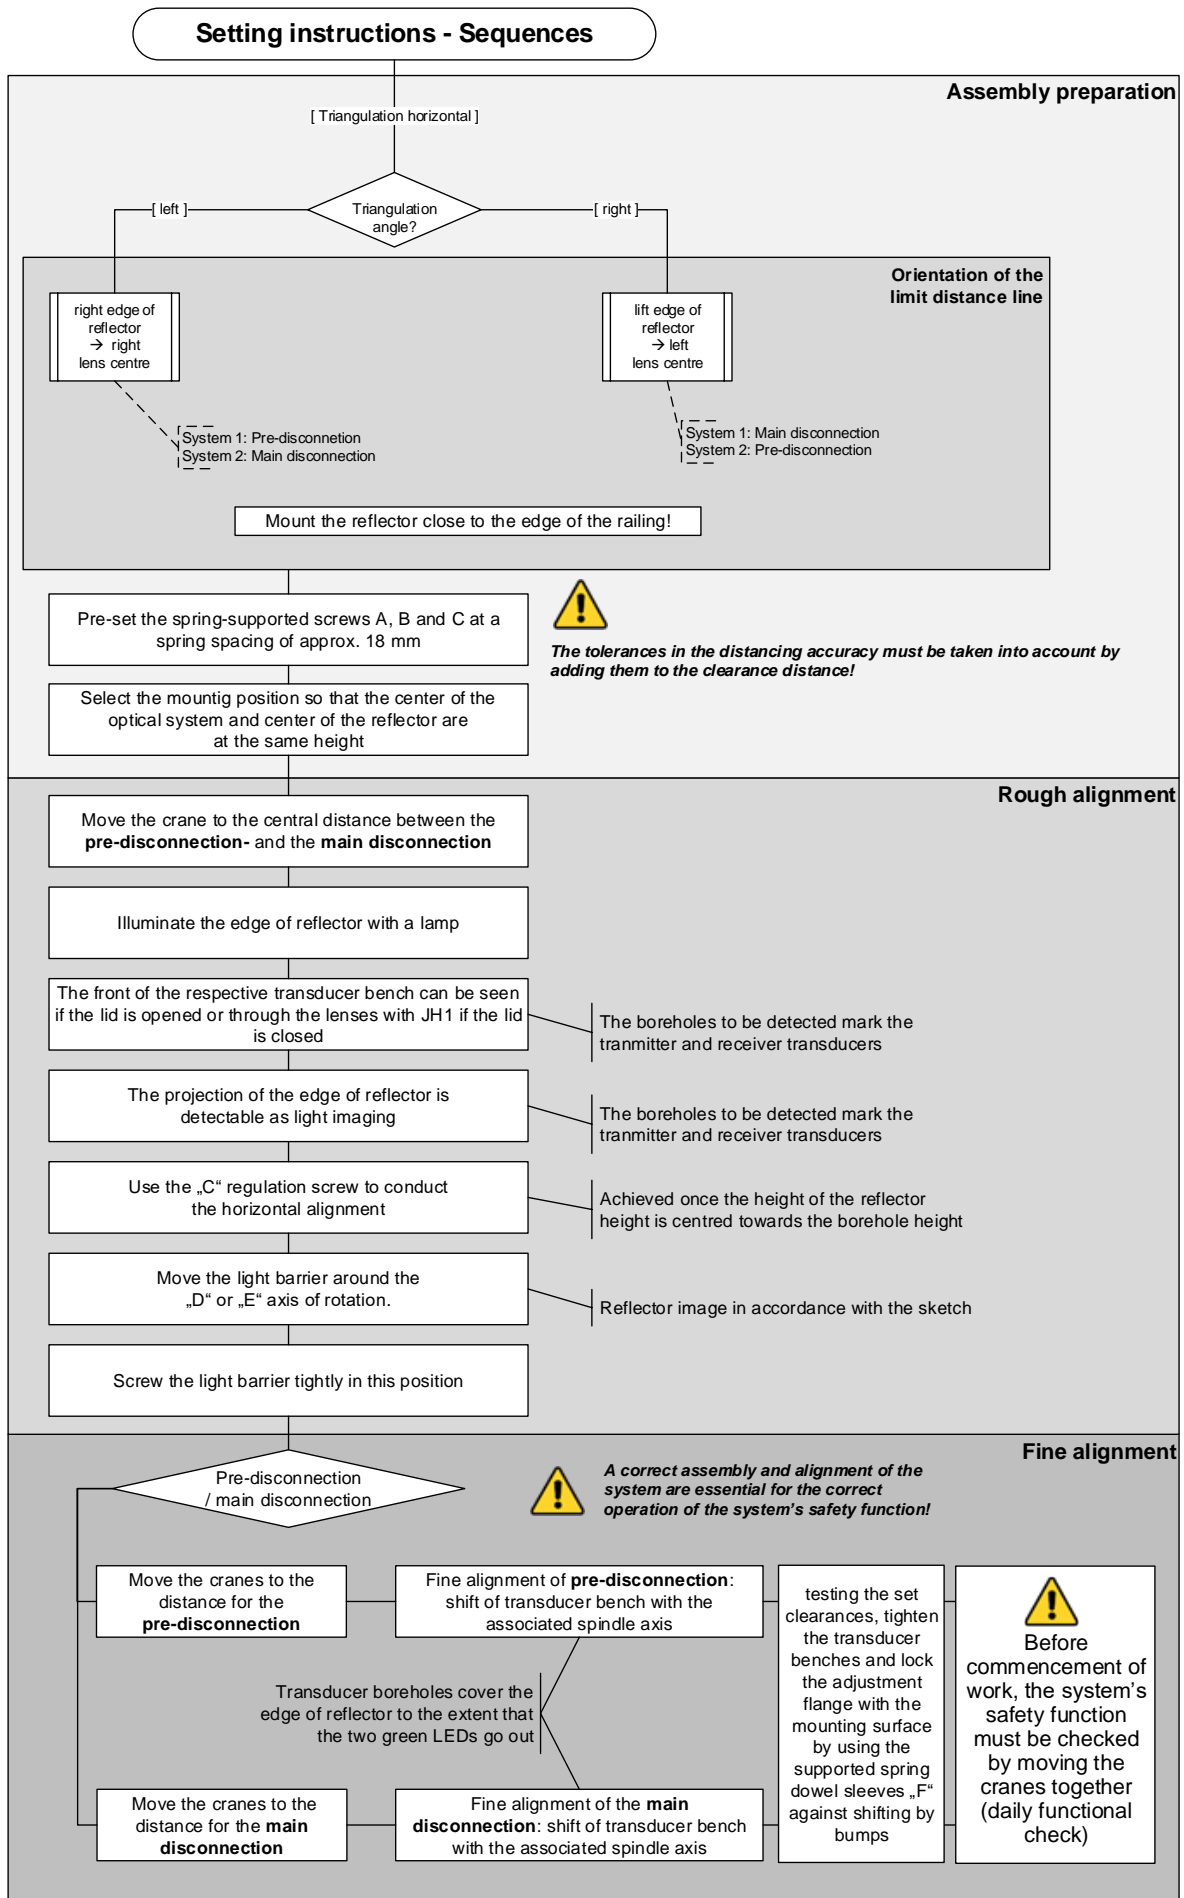 Setting instructions - Sequences
Assembly preparation
[ Triangulation horizontal ]
Triangulation
angle?
[ left ]
[ right ]
Orientation of the
limit distance line
right edge of
reflector
→ right
lens centre
lift edge of
reflector
→ left
lens centre
System 1: Pre-disconnetion
System 2: Main disconnection
System 1: Main disconnection
System 2: Pre-disconnection
Mount the reflector close to the edge of the railing!
Pre-set the spring-supported screws A, B and C at a
spring spacing of approx. 18 mm
The tolerances in the distancing accuracy must be taken into account by
adding them to the clearance distance!
Select the mountig position so that the center of the
optical system and center of the reflector are
at the same height
Rough alignment
Move the crane to the central distance between the
pre-disconnection- and the main disconnection
Illuminate the edge of reflector with a lamp
The front of the respective transducer bench can be seen
if the lid is opened or through the lenses with JH1 if the lid
is closed
The boreholes to be detected mark the
tranmitter and receiver transducers
The projection of the edge of reflector is
detectable as light imaging
The boreholes to be detected mark the
tranmitter and receiver transducers
Use the „C“ regulation screw to conduct
the horizontal alignment
Achieved once the height of the reflector
height is centred towards the borehole height
Move the light barrier around the
„D“ or „E“ axis of rotation.
Reflector image in accordance with the sketch
Screw the light barrier tightly in this position
Fine alignment
Pre-disconnection
/ main disconnection
A correct assembly and alignment of the
system are essential for the correct
operation of the system’s safety function!
Move the cranes to the
distance for the
pre-disconnection
Fine alignment of pre-disconnection:
shift of transducer bench with the
associated spindle axis
Transducer boreholes cover the
edge of reflector to the extent that
the two green LEDs go out
Move the cranes to the
distance for the main
disconnection
Fine alignment of the main
disconnection: shift of transducer bench
with the associated spindle axis
testing the set
clearances, tighten
the transducer
benches and lock
the adjustment
flange with the
mounting surface
by using the
supported spring
dowel sleeves „F“
against shifting by
bumps
Before
commencement of
work, the system’s
safety function
must be checked
by moving the
cranes together
(daily functional
check)